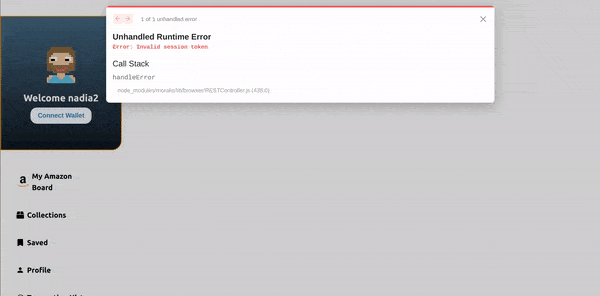 1 of 1 unhandled error
Unhandled Runtime Error
Error: Invalid session token
Call Stack
handleError
node_modules/moralis/lib/browser/RESTController.js (438:0)
Welcome nadia2
Connect Wallet
My Amazon
Board
Collections
Saved
Profile